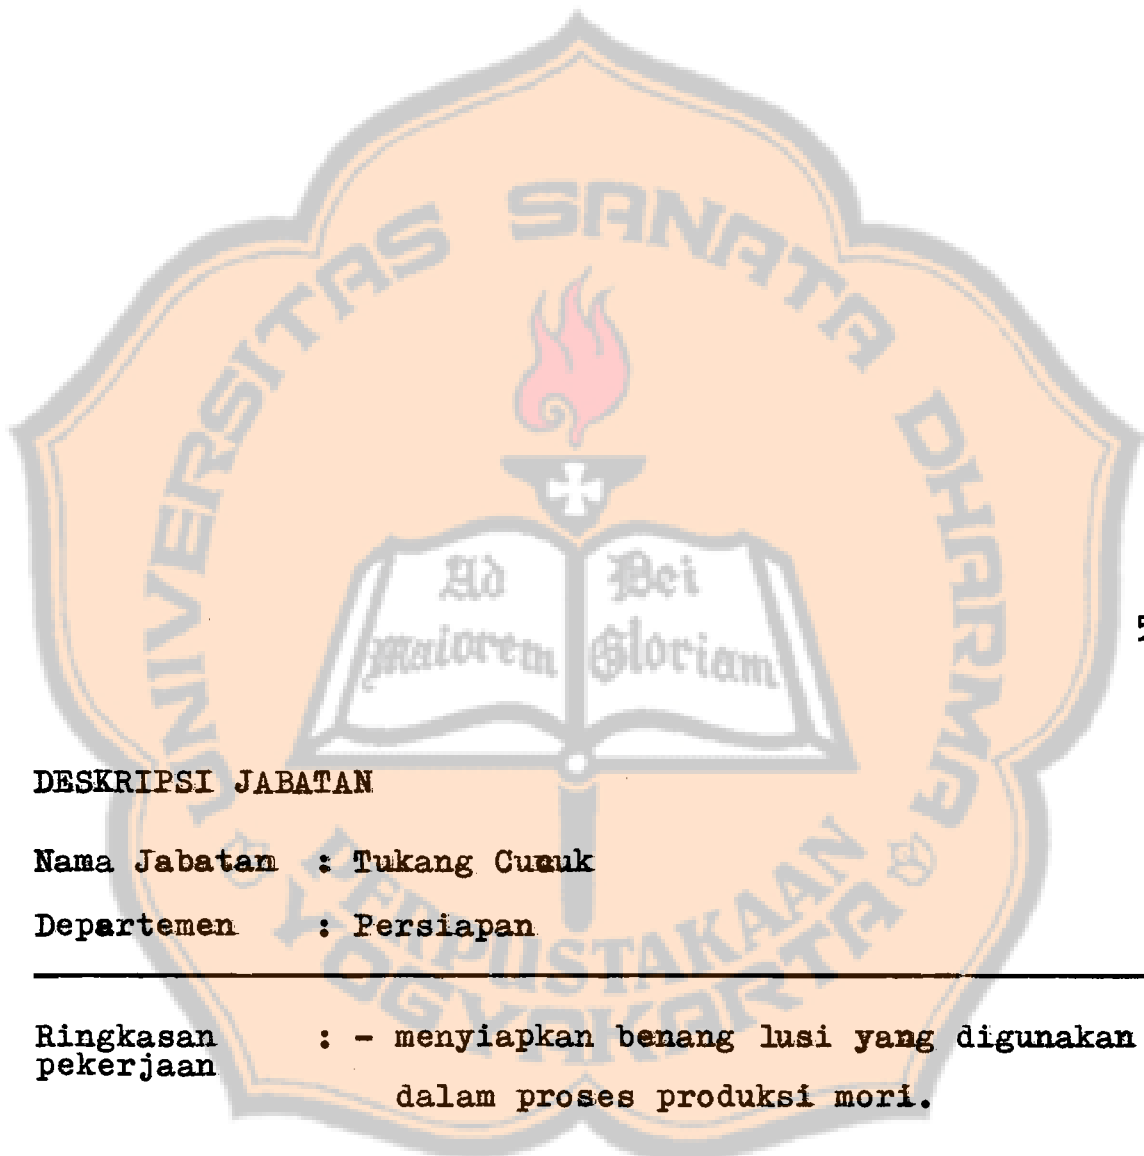 UNIVERSITAS SANATA DHARMA
Ad Dei
Maiorem Gloriam
PERPUSTAKAAN
YOGYAKARTA
DESKRIPSI JABATAN
Nama Jabatan : Tukang
Departemen : Persiapan
Ringkasan pekerjaan : - menyiapkan benang lusi yang digunakan
dalam proses produksi mori.